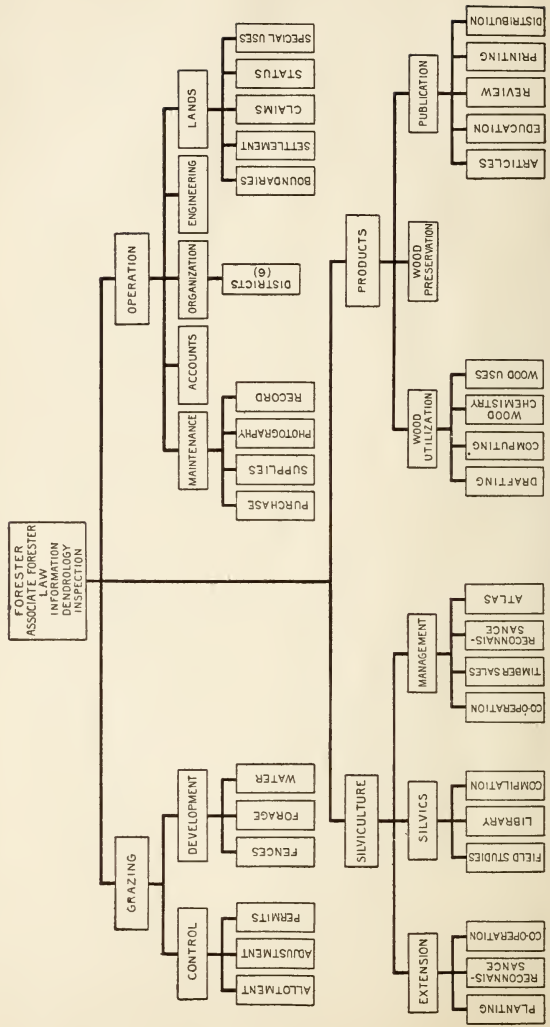 FORESTER
ASSOCIATE FORESTER
LAW
INFORMATION
DENDROLOGY
INSPECTION
GRAZING
OPERATION
CONTROL
DEVELOPMENT
MAINTENANCE
ACCOUNTS
ORGANIZATION
ENGINEERING
LANDS
ALLOTMENT
ADJUSTMENT
PERMITS
FENCES
FORAGE
WATER
PURCHASE
SUPPLIES
PHOTOGRAPHY
RECORD
DISTRICTS
(6)
BOUNDARIES
SETTLEMENT
CLAIMS
STATUS
SPECIAL USES
SILVICULTURE
PRODUCTS
EXTENSION
SILVICS
MANAGEMENT
WOOD
UTILIZATION
WOOD
PRESERVATION
PUBLICATION
PLANTING
RECONNAIS-
SANCE
CO-OPERATION
FIELD STUDIES
LIBRARY
COMPILATION
CO-OPERATION
TIMBER SALES
RECONNAIS-
SANCE
ATLAS
DRAFTING
COMPUTING
WOOD
CHEMISTRY
WOOD USES
ARTICLES
EDUCATION
REVIEW
PRINTING
DISTRIBUTION